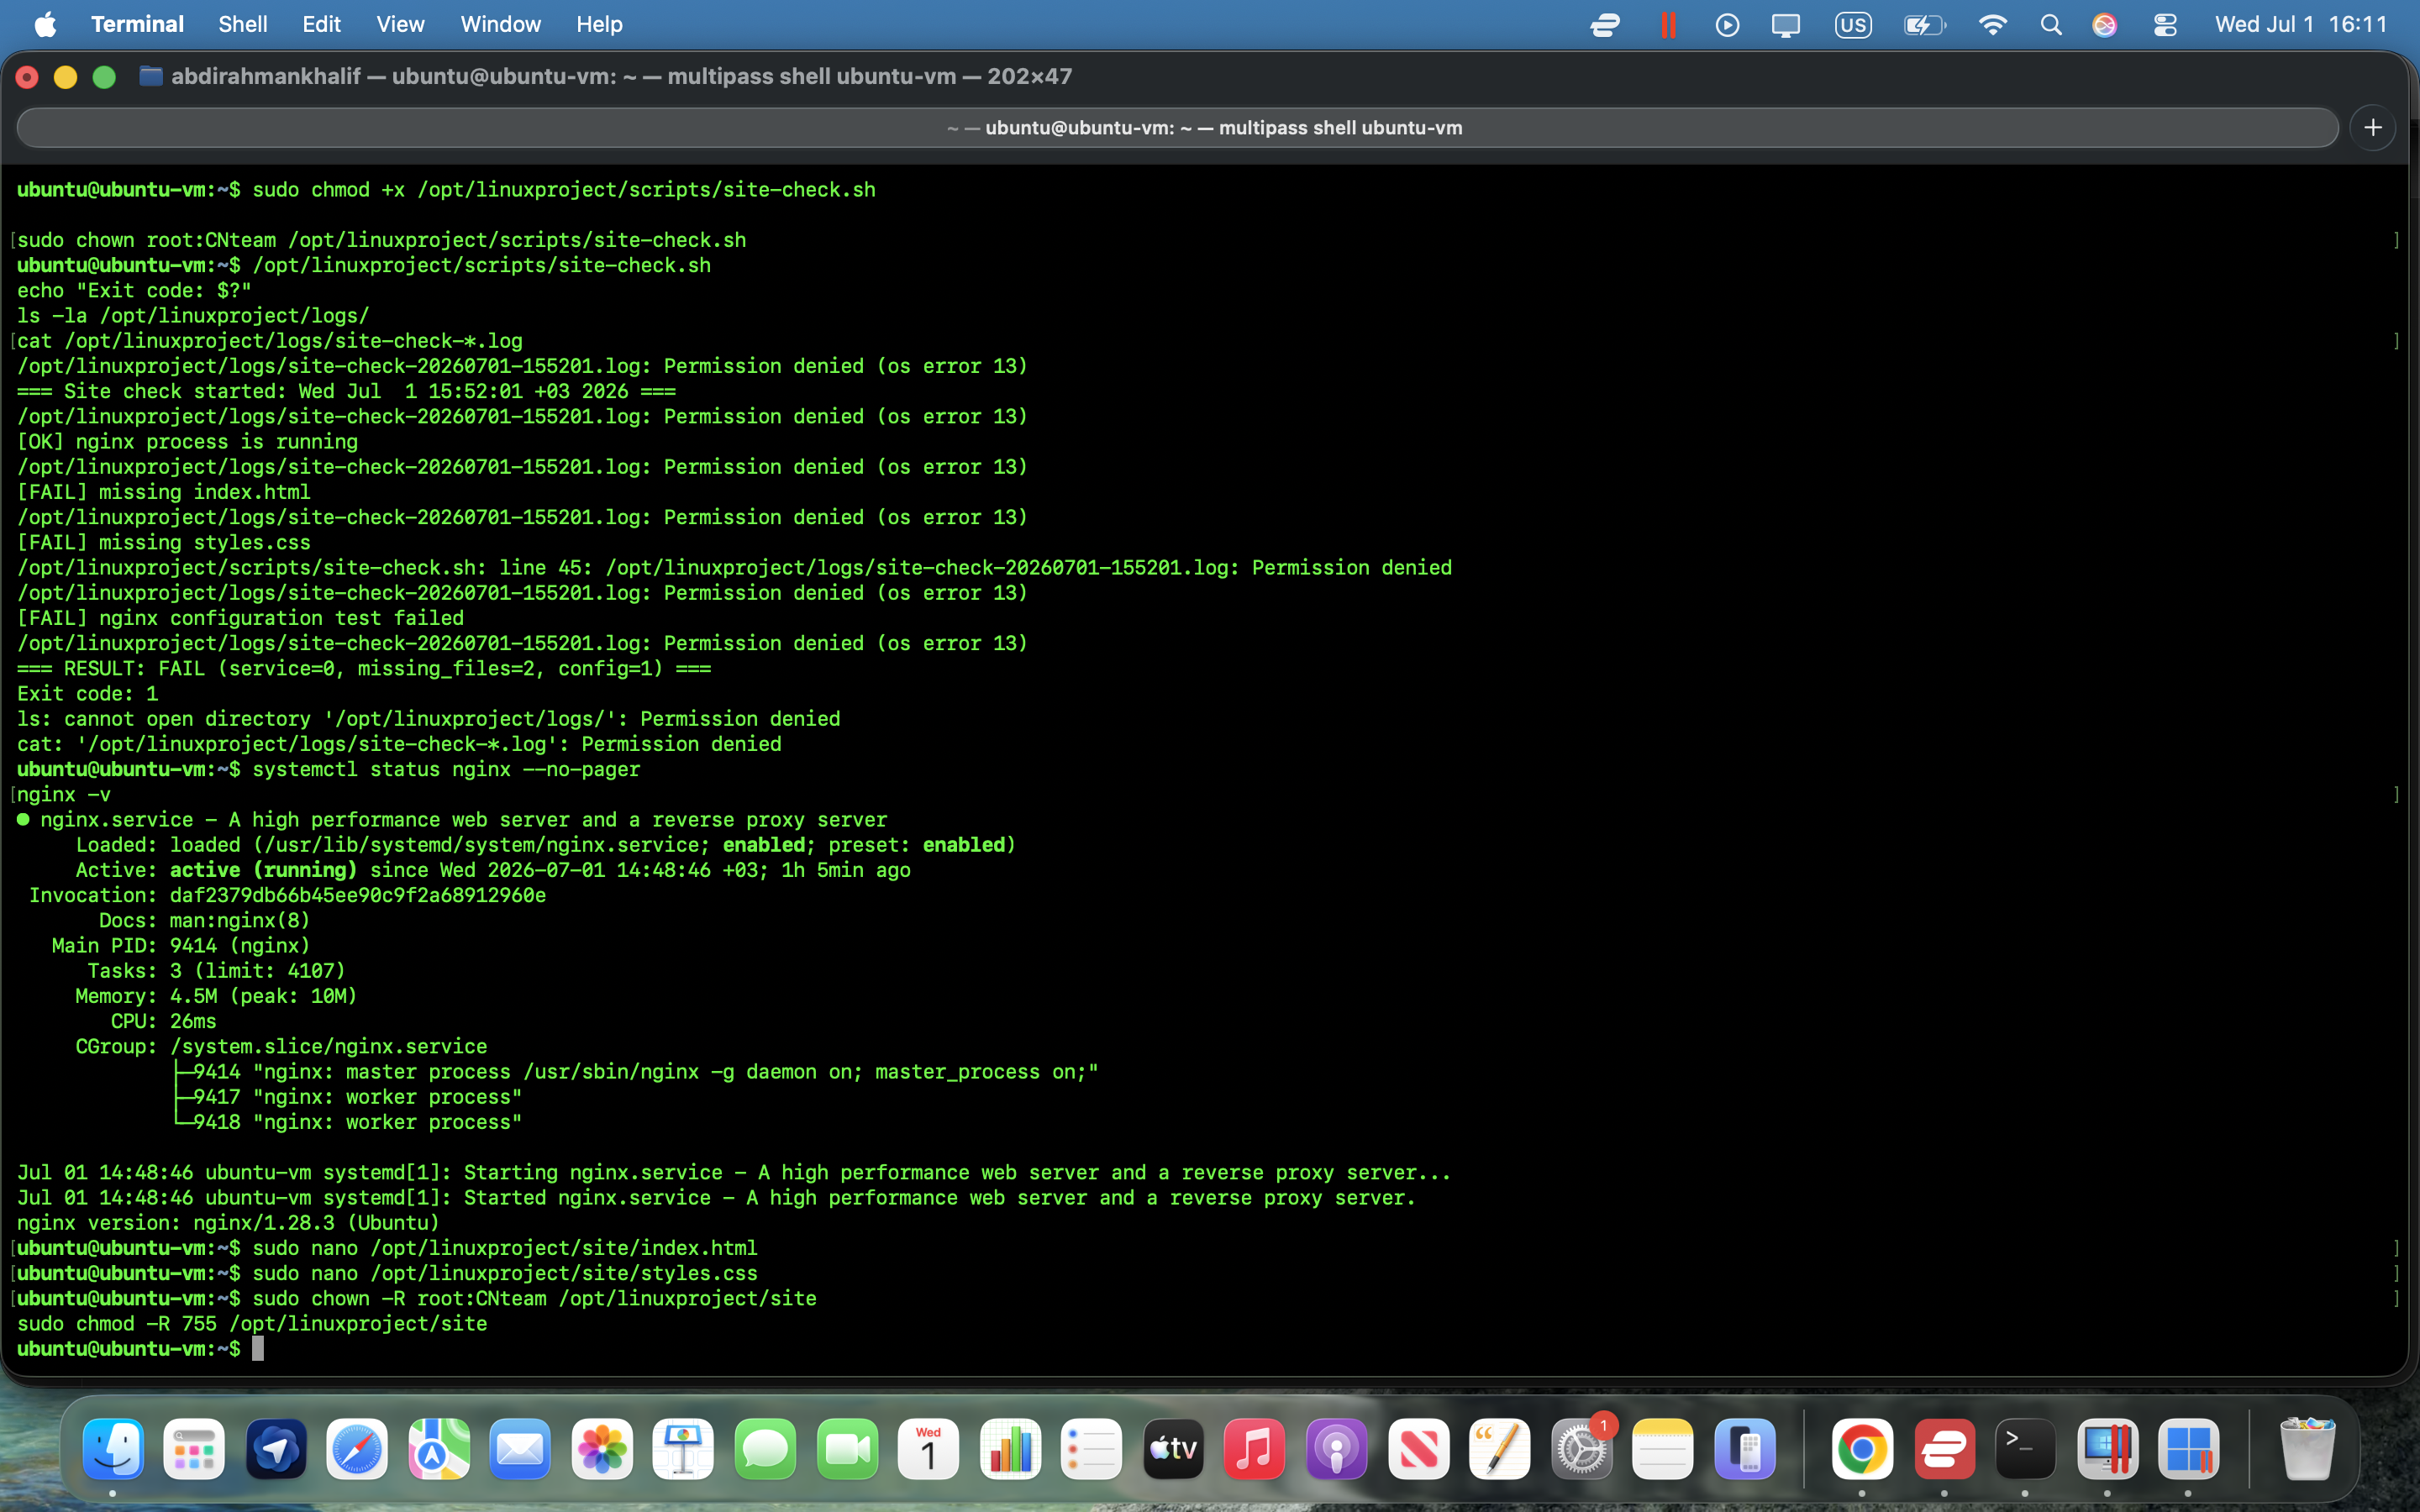 Terminal Shell Edit View Window Help US Wed Jul 1 16:11
abdirahmankhalif — ubuntu@ubuntu-vm: ~ — multipass shell ubuntu-vm — 202×47
~ — ubuntu@ubuntu-vm: ~ — multipass shell ubuntu-vm +
ubuntu@ubuntu-vm:~$ sudo chmod +x /opt/linuxproject/scripts/site-check.sh
[sudo chown root:CNteam /opt/linuxproject/scripts/site-check.sh ]
ubuntu@ubuntu-vm:~$ /opt/linuxproject/scripts/site-check.sh
echo "Exit code: $?"
ls -la /opt/linuxproject/logs/
[cat /opt/linuxproject/logs/site-check-*.log ]
/opt/linuxproject/logs/site-check-20260701-155201.log: Permission denied (os error 13)
=== Site check started: Wed Jul  1 15:52:01 +03 2026 ===
/opt/linuxproject/logs/site-check-20260701-155201.log: Permission denied (os error 13)
[OK] nginx process is running
/opt/linuxproject/logs/site-check-20260701-155201.log: Permission denied (os error 13)
[FAIL] missing index.html
/opt/linuxproject/logs/site-check-20260701-155201.log: Permission denied (os error 13)
[FAIL] missing styles.css
/opt/linuxproject/scripts/site-check.sh: line 45: /opt/linuxproject/logs/site-check-20260701-155201.log: Permission denied
/opt/linuxproject/logs/site-check-20260701-155201.log: Permission denied (os error 13)
[FAIL] nginx configuration test failed
/opt/linuxproject/logs/site-check-20260701-155201.log: Permission denied (os error 13)
=== RESULT: FAIL (service=0, missing_files=2, config=1) ===
Exit code: 1
ls: cannot open directory '/opt/linuxproject/logs/': Permission denied
cat: '/opt/linuxproject/logs/site-check-*.log': Permission denied
ubuntu@ubuntu-vm:~$ systemctl status nginx --no-pager
[nginx -v ]
● nginx.service - A high performance web server and a reverse proxy server
Loaded: loaded (/usr/lib/systemd/system/nginx.service; enabled; preset: enabled)
Active: active (running) since Wed 2026-07-01 14:48:46 +03; 1h 5min ago
Invocation: daf2379db66b45ee90c9f2a68912960e
Docs: man:nginx(8)
Main PID: 9414 (nginx)
Tasks: 3 (limit: 4107)
Memory: 4.5M (peak: 10M)
CPU: 26ms
CGroup: /system.slice/nginx.service
├─9414 "nginx: master process /usr/sbin/nginx -g daemon on; master_process on;"
├─9417 "nginx: worker process"
└─9418 "nginx: worker process"
Jul 01 14:48:46 ubuntu-vm systemd[1]: Starting nginx.service - A high performance web server and a reverse proxy server...
Jul 01 14:48:46 ubuntu-vm systemd[1]: Started nginx.service - A high performance web server and a reverse proxy server.
nginx version: nginx/1.28.3 (Ubuntu)
[ubuntu@ubuntu-vm:~$ sudo nano /opt/linuxproject/site/index.html ]
[ubuntu@ubuntu-vm:~$ sudo nano /opt/linuxproject/site/styles.css ]
[ubuntu@ubuntu-vm:~$ sudo chown -R root:CNteam /opt/linuxproject/site ]
sudo chmod -R 755 /opt/linuxproject/site
ubuntu@ubuntu-vm:~$
Wed
1
tv
1
>_